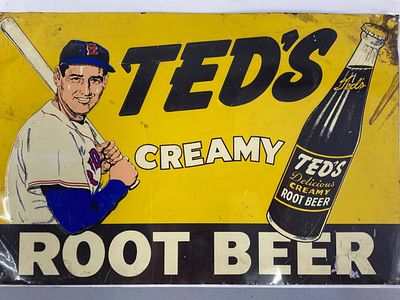 TED'S
CREAMY
ROOT BEER
Ted's
TED'S
Delicious
CREAMY
ROOT BEER
B